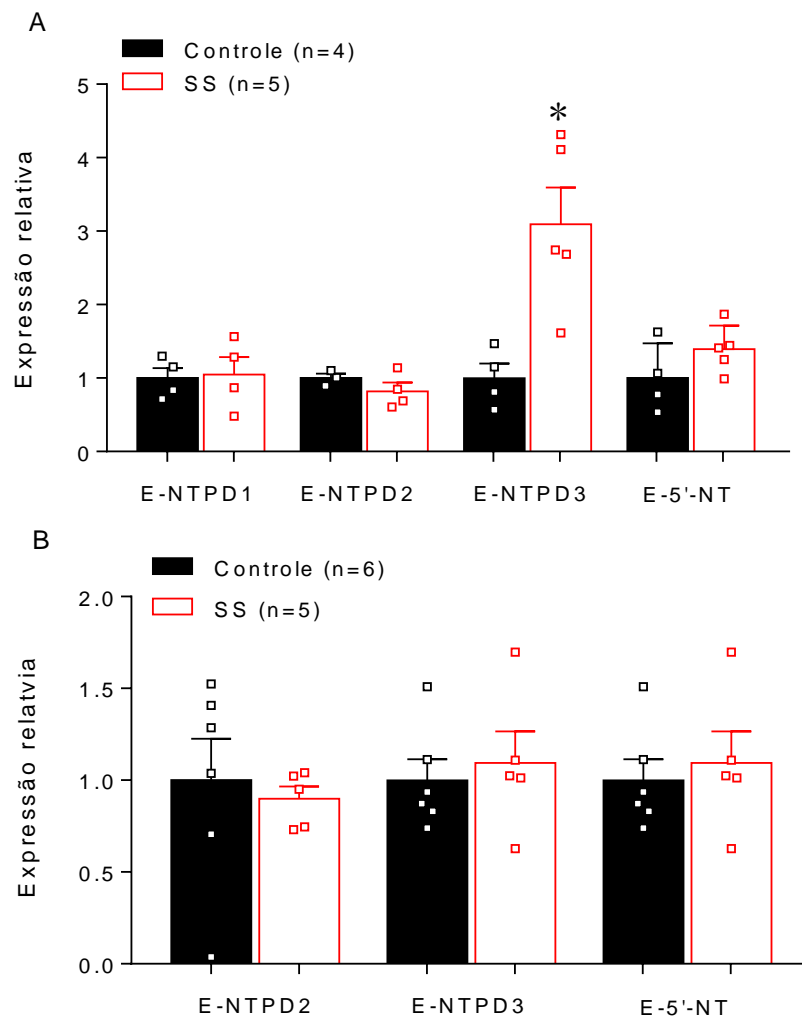 A
Controle (n=4)
SS (n=5)
5
4
3
2
1
0
Expressão relativa
*
E-NTPD1 E-NTPD2 E-NTPD3 E-5'-NT
B
Controle (n=6)
SS (n=5)
2.0
1.5
1.0
0.5
0.0
Expressão relatvia
E-NTPD2 E-NTPD3 E-5'-NT